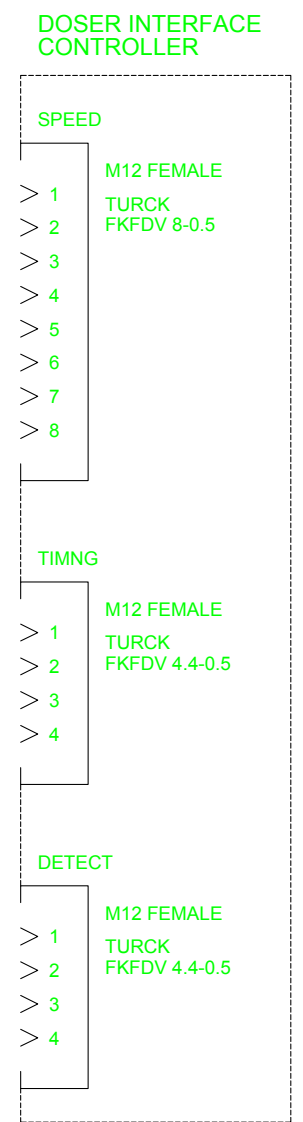 DOSER INTERFACE
CONTROLLER
SPEED
M12 FEMALE
TURCK
FKFDV 8-0.5
1
2
3
4
5
6
7
8
TIMNG
M12 FEMALE
TURCK
FKFDV 4.4-0.5
1
2
3
4
DETECT
M12 FEMALE
TURCK
FKFDV 4.4-0.5
1
2
3
4